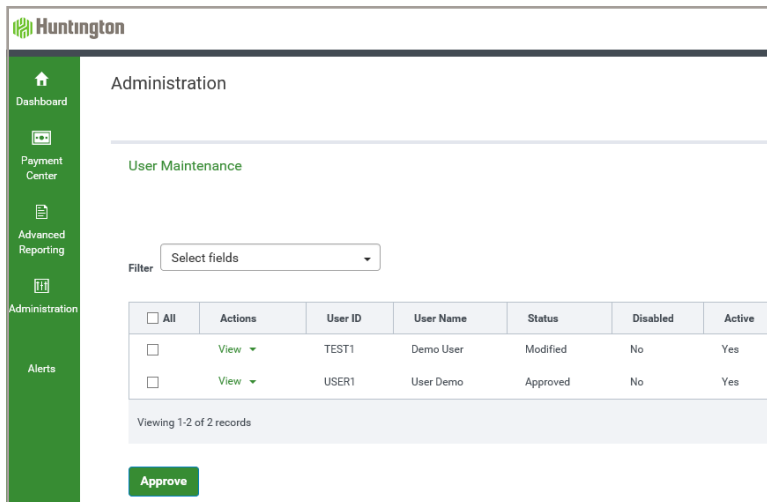 Huntington
Dashboard
Payment
Center
Advanced
Reporting
Administration
Alerts
Administration
User Maintenance
Filter Select fields
All Actions User ID User Name Status Disabled Active
View TEST1 Demo User Modified No Yes
View USER1 User Demo Approved No Yes
Viewing 1-2 of 2 records
Approve